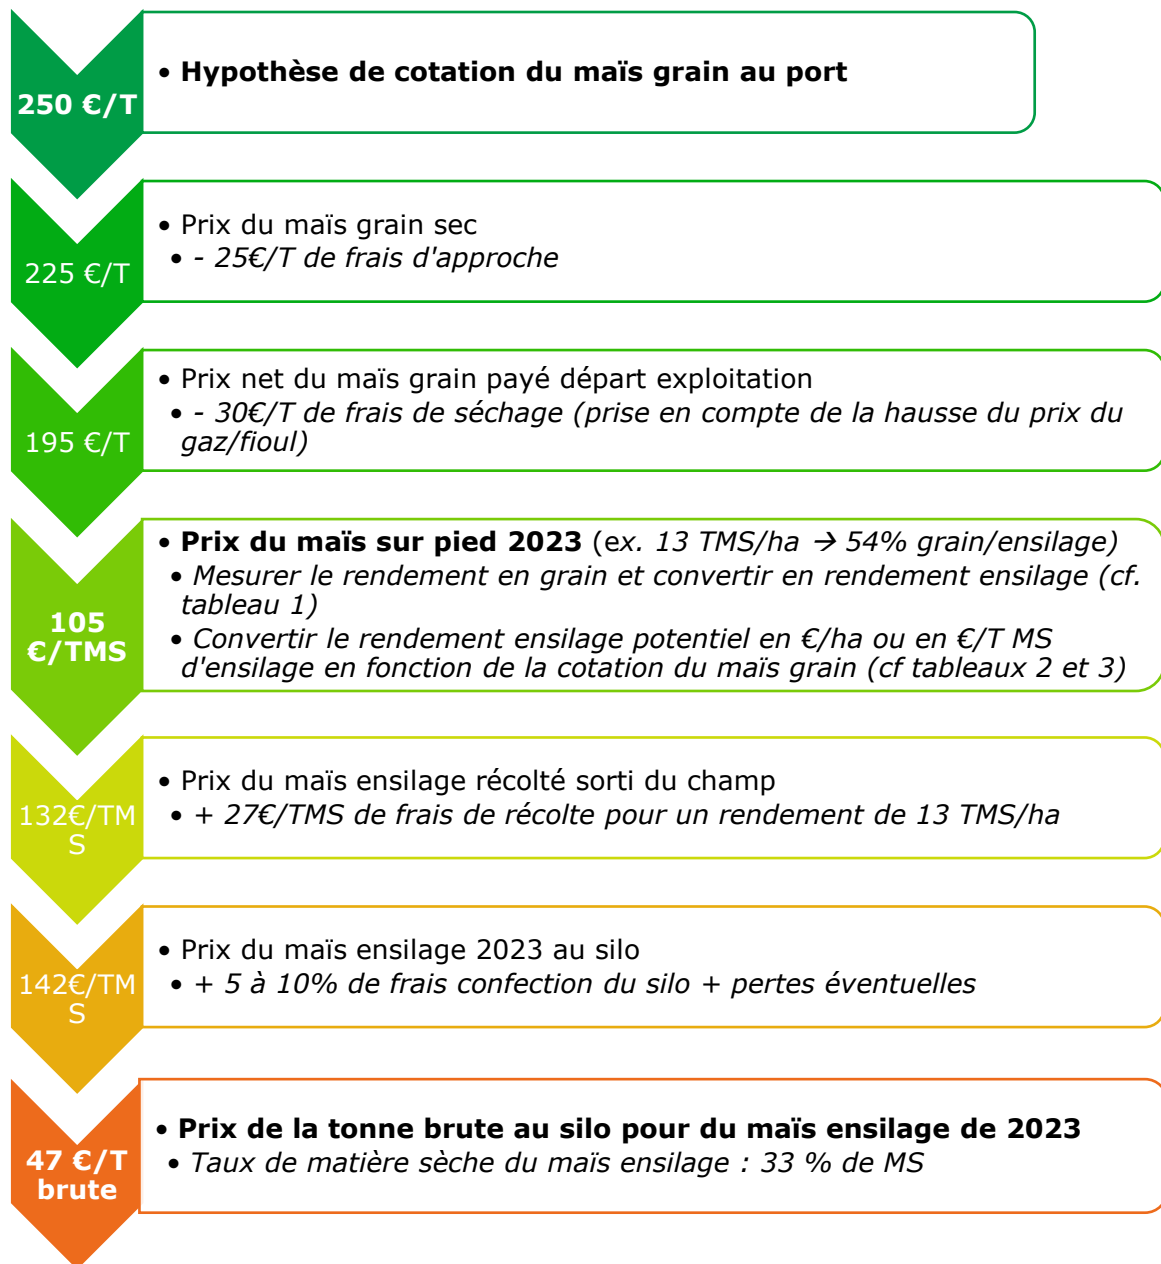 250 €/T
• Hypothèse de cotation du maïs grain au port
225 €/T
• Prix du maïs grain sec
• - 25€/T de frais d'approche
195 €/T
• Prix net du maïs grain payé départ exploitation
• - 30€/T de frais de séchage (prise en compte de la hausse du prix du
gaz/fioul)
105
€/TMS
• Prix du maïs sur pied 2023 (ex. 13 TMS/ha → 54% grain/ensilage)
• Mesurer le rendement en grain et convertir en rendement ensilage (cf.
tableau 1)
• Convertir le rendement ensilage potentiel en €/ha ou en €/T MS
d'ensilage en fonction de la cotation du maïs grain (cf tableaux 2 et 3)
132€/TM
S
• Prix du maïs ensilage récolté sorti du champ
• + 27€/TMS de frais de récolte pour un rendement de 13 TMS/ha
142€/TM
S
• Prix du maïs ensilage 2023 au silo
• + 5 à 10% de frais confection du silo + pertes éventuelles
47 €/T
brute
• Prix de la tonne brute au silo pour du maïs ensilage de 2023
• Taux de matière sèche du maïs ensilage : 33 % de MS